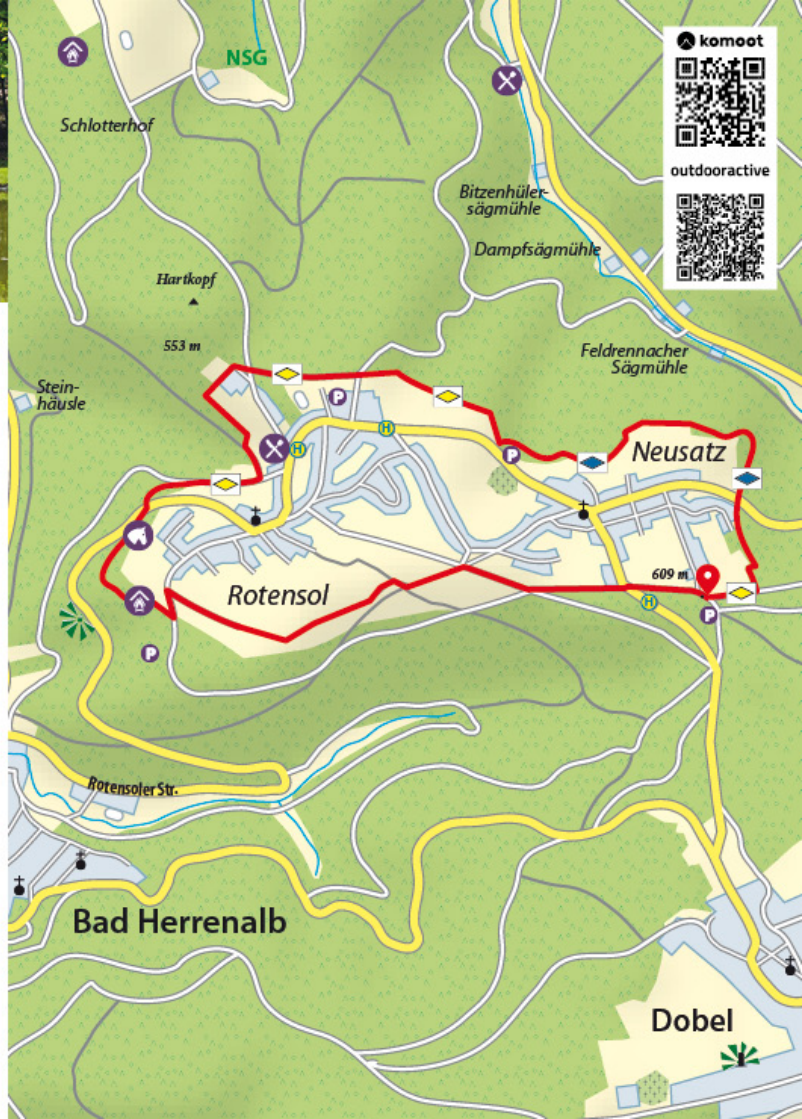 komoot
NSG
Schlotterhof
outdooractive
Bitzenhüler-
sägmühle
Dampfsägmühle
Hartkopf
553 m
Feldrennacher
Sägmühle
Stein-
häusle
P
H
H
P
Neusatz
609 m
Rotensol
H
P
P
Rotensoler Str.
Bad Herrenalb
Dobel